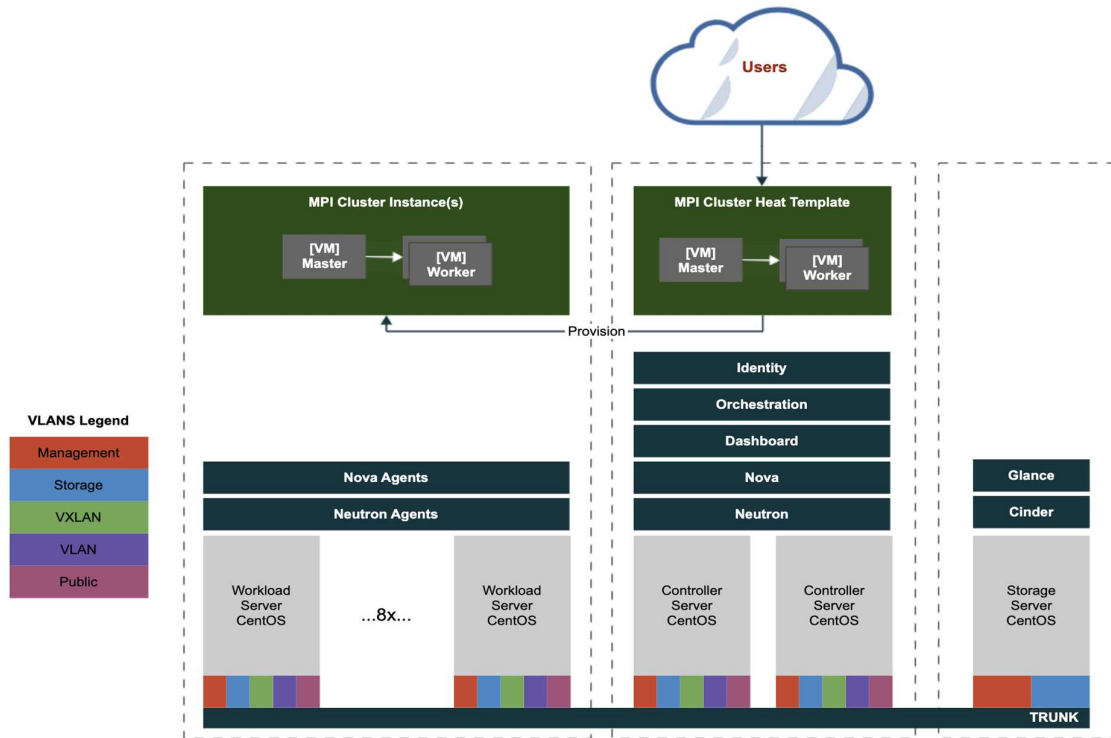 Users
MPI Cluster Instance(s)
[VM]
Master
[VM]
Worker
MPI Cluster Heat Template
[VM]
Master
[VM]
Worker
Provision
Identity
Orchestration
Dashboard
Nova
Neutron
VLANS Legend
Management
Storage
VXLAN
VLAN
Public
Nova Agents
Neutron Agents
Glance
Cinder
Workload
Server
CentOS
...8x...
Workload
Server
CentOS
Controller
Server
CentOS
Controller
Server
CentOS
Storage
Server
CentOS
TRUNK